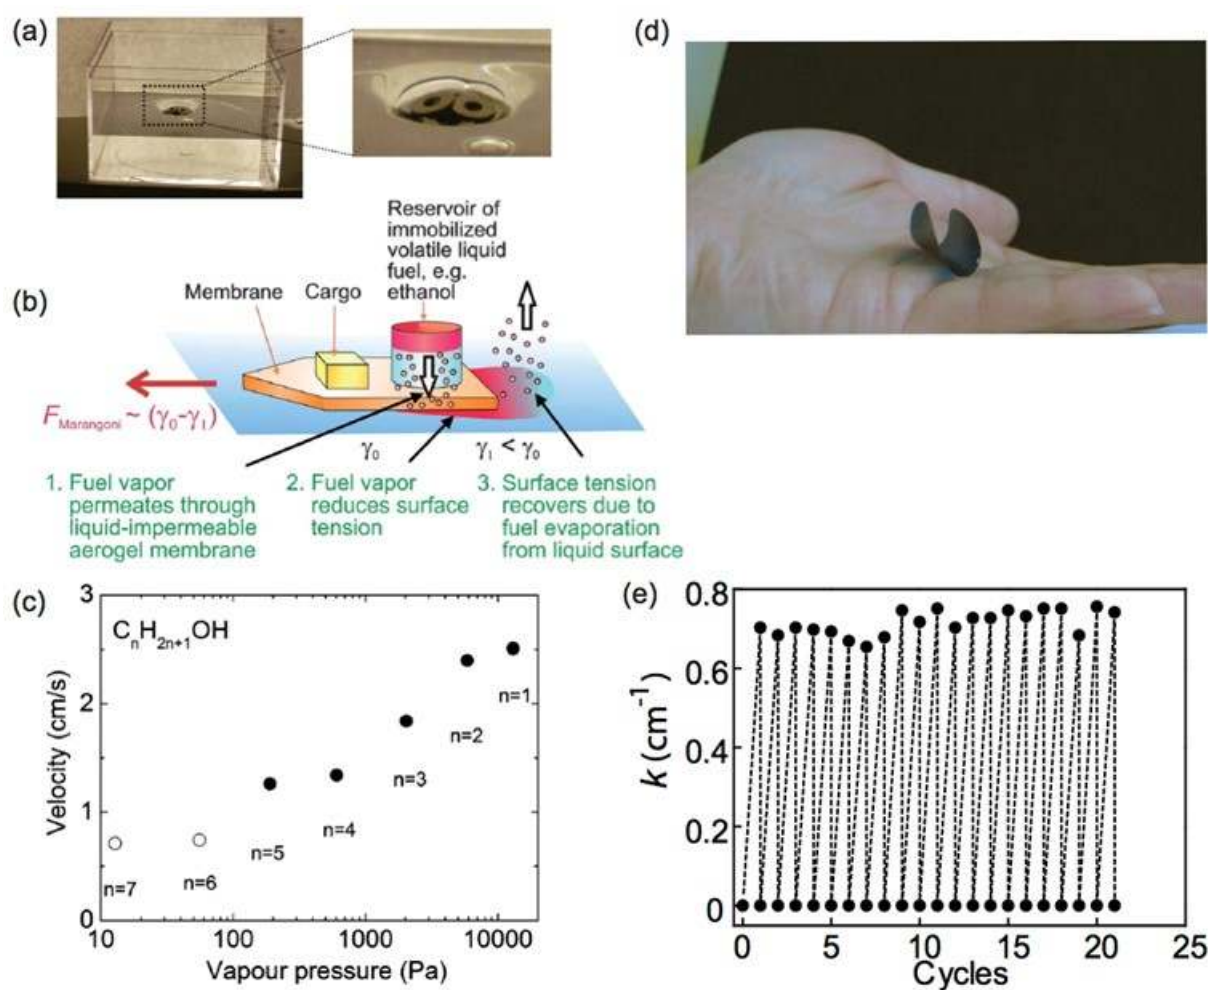 (a)
(d)
Reservoir of
immobilized
volatile liquid
fuel, e.g.
ethanol
(b)
Membrane
Cargo
F_Marangoni ~ (γ₀-γ₁)
γ₀
γ₁ < γ₀
1. Fuel vapor
permeates through
liquid-impermeable
aerogel membrane
2. Fuel vapor
reduces surface
tension
3. Surface tension
recovers due to
fuel evaporation
from liquid surface
(c)
CₙH₂ₙ₊₁OH
3
2
1
0
Velocity (cm/s)
n=1
n=2
n=3
n=4
n=5
n=6
n=7
10
100
1000
10000
Vapour pressure (Pa)
(e)
0.8
0.6
0.4
0.2
0
k (cm⁻¹)
0
5
10
15
20
25
Cycles